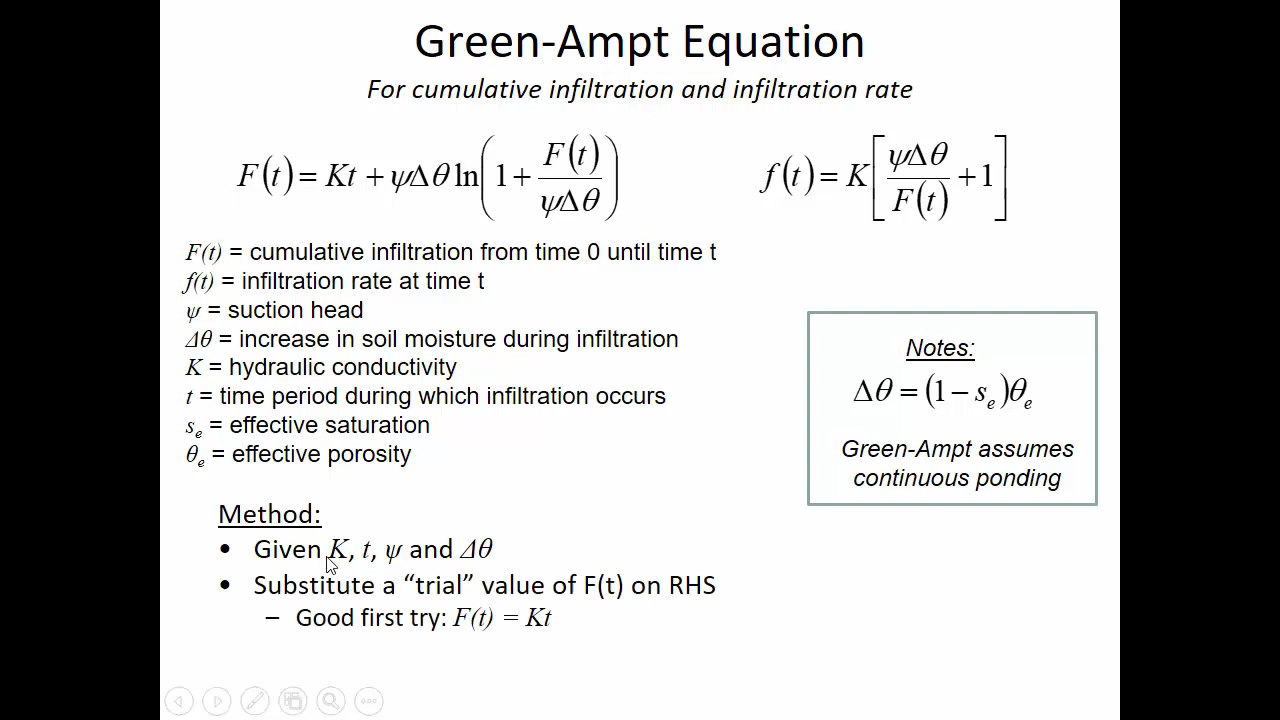 Green-Ampt Equation
For cumulative infiltration and infiltration rate
F(t) = Kt + ψΔθ ln(1 + F(t)/ψΔθ)
f(t) = K[ψΔθ/F(t) + 1]
F(t) = cumulative infiltration from time 0 until time t
f(t) = infiltration rate at time t
ψ = suction head
Δθ = increase in soil moisture during infiltration
K = hydraulic conductivity
t = time period during which infiltration occurs
sₑ = effective saturation
θₑ = effective porosity
Notes:
Δθ = (1 − sₑ)θₑ
Green-Ampt assumes
continuous ponding
Method:
• Given K, t, ψ and Δθ
• Substitute a “trial” value of F(t) on RHS
– Good first try: F(t) = Kt